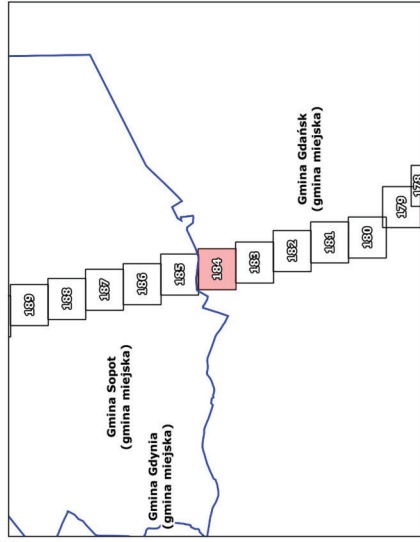 189
188
187
186
185
184
183
182
181
180
179
178
Gmina Gdynia
(gmina miejska)
Gmina Sopot
(gmina miejska)
Gmina Gdańsk
(gmina miejska)